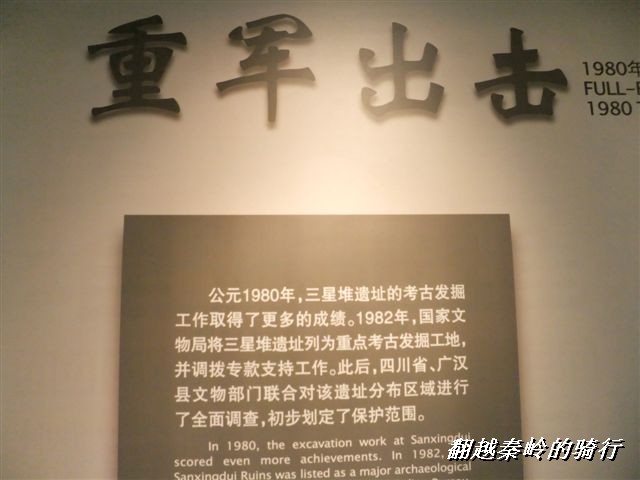 重军出击
1980年
FULL-
1980
公元1980年，三星堆遗址的考古发掘
工作取得了更多的成绩。1982年，国家文
物局将三星堆遗址列为重点考古发掘工地，
并调拨专款支持工作。此后，四川省、广汉
县文物部门联合对该遗址分布区域进行
了全面调查，初步划定了保护范围。
In 1980, the excavation work at Sanxingdui
scored even more achievements. In 1982,
Sanxingdui Ruins was listed as a major archaeological
翻越秦岭的骑行